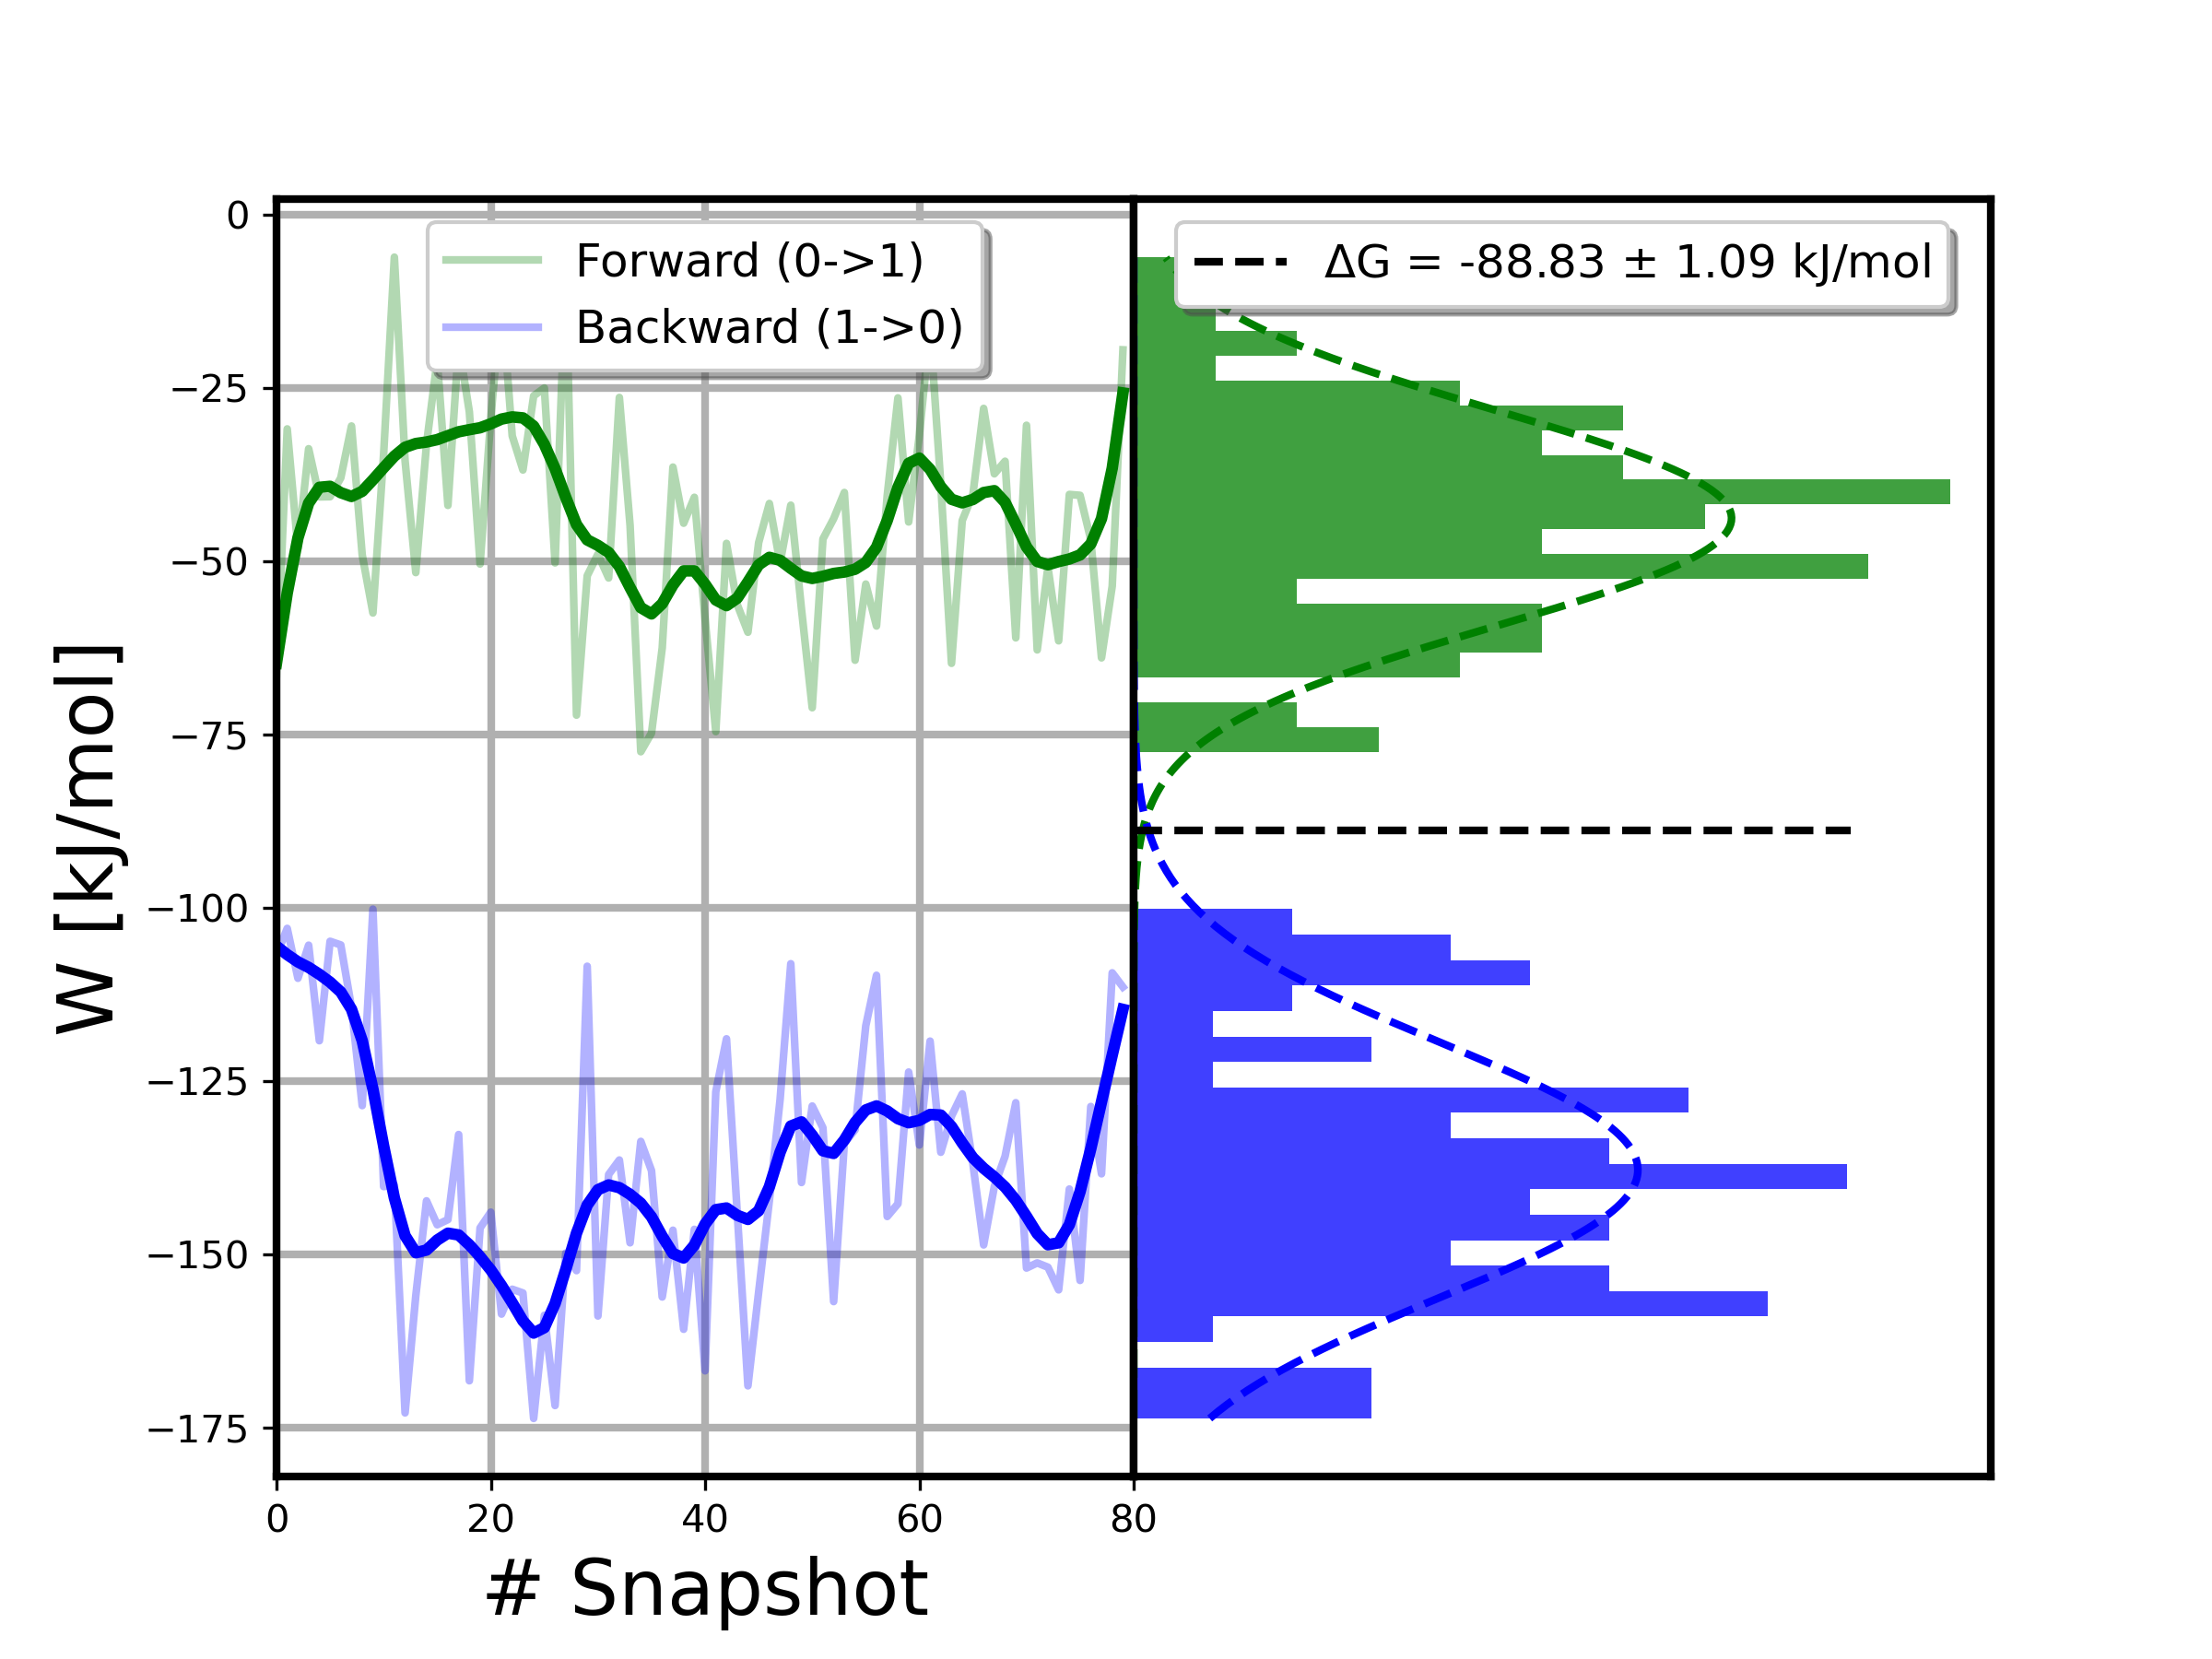 Forward (0->1)
Backward (1->0)
ΔG = -88.83 ± 1.09 kJ/mol
W [kJ/mol]
0
−25
−50
−75
−100
−125
−150
−175
0 20 40 60 80
# Snapshot